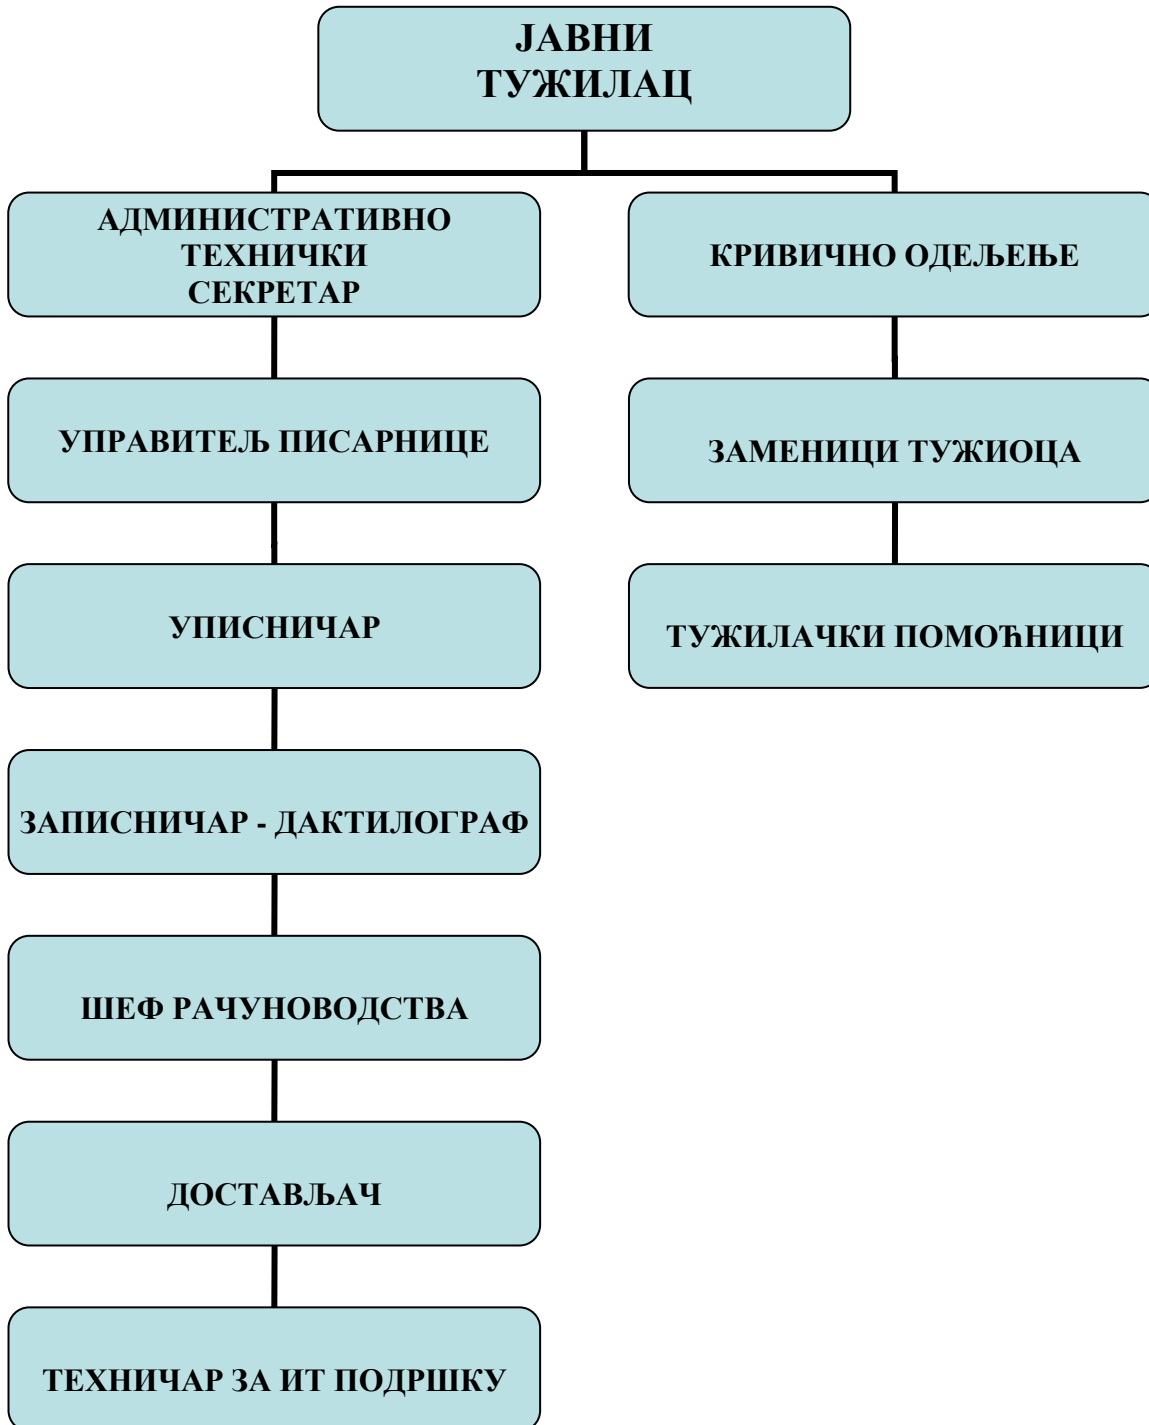 ЈАВНИ
ТУЖИЛАЦ
АДМИНИСТРАТИВНО
ТЕХНИЧКИ
СЕКРЕТАР
КРИВИЧНО ОДЕЉЕЊЕ
УПРАВИТЕЉ ПИСАРНИЦЕ
ЗАМЕНИЦИ ТУЖИОЦА
УПИСНИЧАР
ТУЖИЛАЧКИ ПОМОЋНИЦИ
ЗАПИСНИЧАР - ДАКТИЛОГРАФ
ШЕФ РАЧУНОВОДСТВА
ДОСТАВЉАЧ
ТЕХНИЧАР ЗА ИТ ПОДРШКУ